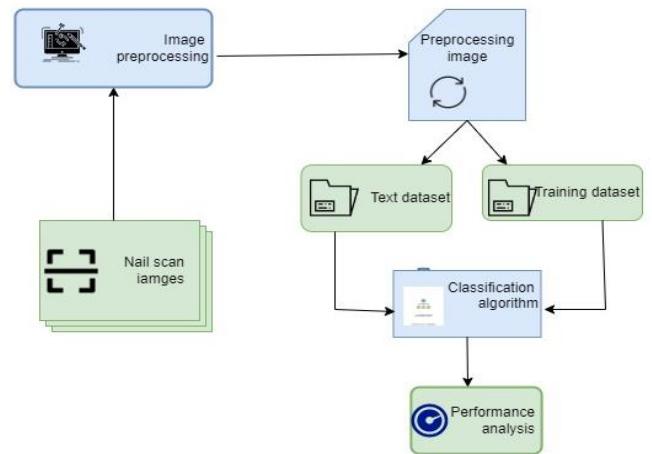 Image
preprocessing
Preprocessing
image
Text dataset
Training dataset
Nail scan
iamges
Classification
algorithm
Performance
analysis